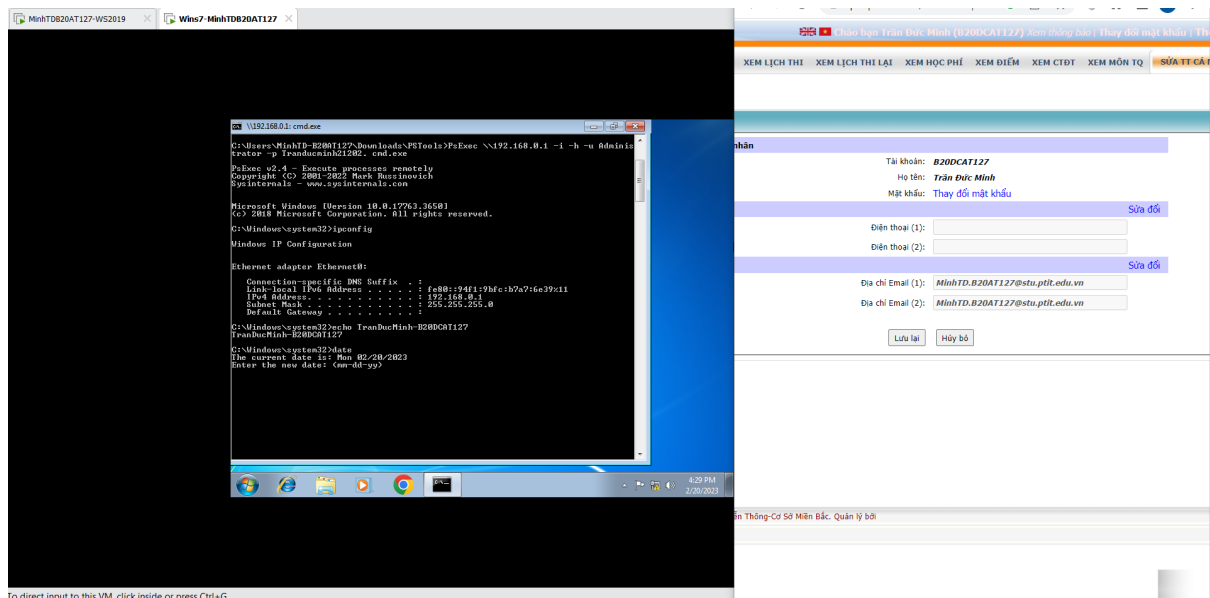 MinhTDB20AT127-WS2019 Wins7-MinhTDB20AT127
Chào bạn Trần Đức Minh (B20DCAT127) Xem thông báo | Thay đổi mật khẩu |
XEM LỊCH THI XEM LỊCH THI LẠI XEM HỌC PHÍ XEM ĐIỂM XEM CTĐT XEM MÔN TQ SỬA TT CÁ
\\192.168.0.1: cmd.exe
C:\Users\MinhTD-B20AT127\Downloads\PSTools>PsExec \\192.168.0.1 -i -h -u Adminis
trator -p Tranducminh21202. cmd.exe
PsExec v2.4 - Execute processes remotely
Copyright (C) 2001-2022 Mark Russinovich
Sysinternals - www.sysinternals.com
Microsoft Windows [Version 10.0.17763.3650]
(c) 2018 Microsoft Corporation. All rights reserved.
C:\Windows\system32>ipconfig
Windows IP Configuration
Ethernet adapter Ethernet0:
Connection-specific DNS Suffix . :
Link-local IPv6 Address . . . . . : fe80::94f1:9bfc:b7a7:6e39%11
IPv4 Address. . . . . . . . . . . : 192.168.0.1
Subnet Mask . . . . . . . . . . . : 255.255.255.0
Default Gateway . . . . . . . . . :
C:\Windows\system32>echo TranDucMinh-B20DCAT127
TranDucMinh-B20DCAT127
C:\Windows\system32>date
The current date is: Mon 02/20/2023
Enter the new date: (mm-dd-yy)
4:29 PM
2/20/2023
To direct input to this VM, click inside or press Ctrl+G.
nhân
Tài khoản: B20DCAT127
Họ tên: Trần Đức Minh
Mật khẩu: Thay đổi mật khẩu
Sửa đổi
Điện thoại (1):
Điện thoại (2):
Sửa đổi
Địa chỉ Email (1): MinhTD.B20AT127@stu.ptit.edu.vn
Địa chỉ Email (2): MinhTD.B20AT127@stu.ptit.edu.vn
Lưu lại Hủy bỏ
Thông-Cơ Sở Miền Bắc. Quản lý bởi